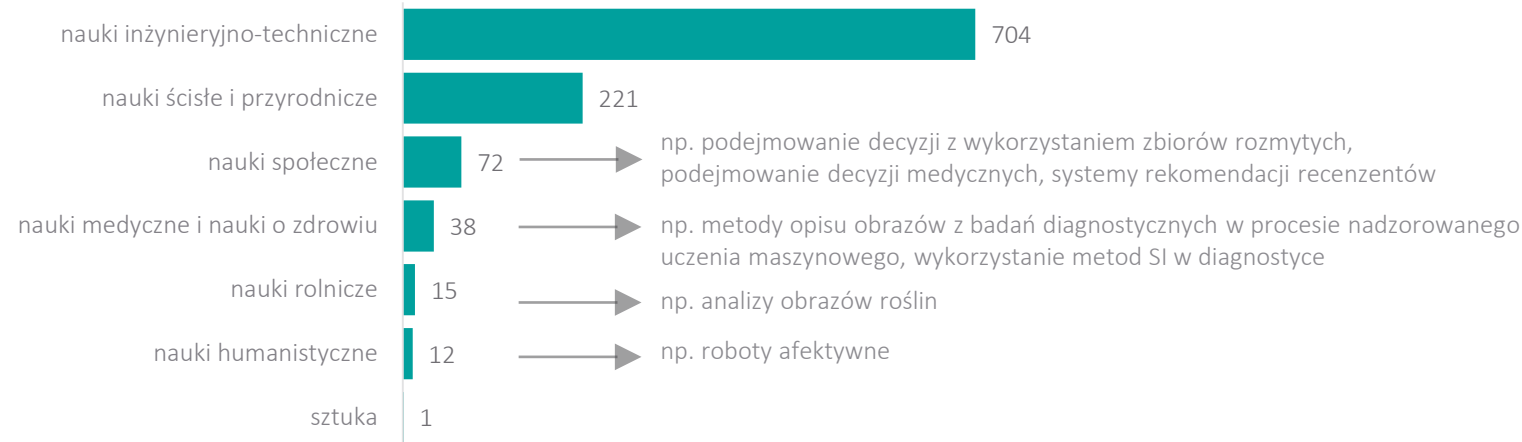 nauki inżynieryjno-techniczne 704
nauki ścisłe i przyrodnicze 221
nauki społeczne 72
np. podejmowanie decyzji z wykorzystaniem zbiorów rozmytych,
podejmowanie decyzji medycznych, systemy rekomendacji recenzentów
nauki medyczne i nauki o zdrowiu 38
np. metody opisu obrazów z badań diagnostycznych w procesie nadzorowanego
uczenia maszynowego, wykorzystanie metod SI w diagnostyce
nauki rolnicze 15
np. analizy obrazów roślin
nauki humanistyczne 12
np. roboty afektywne
sztuka 1